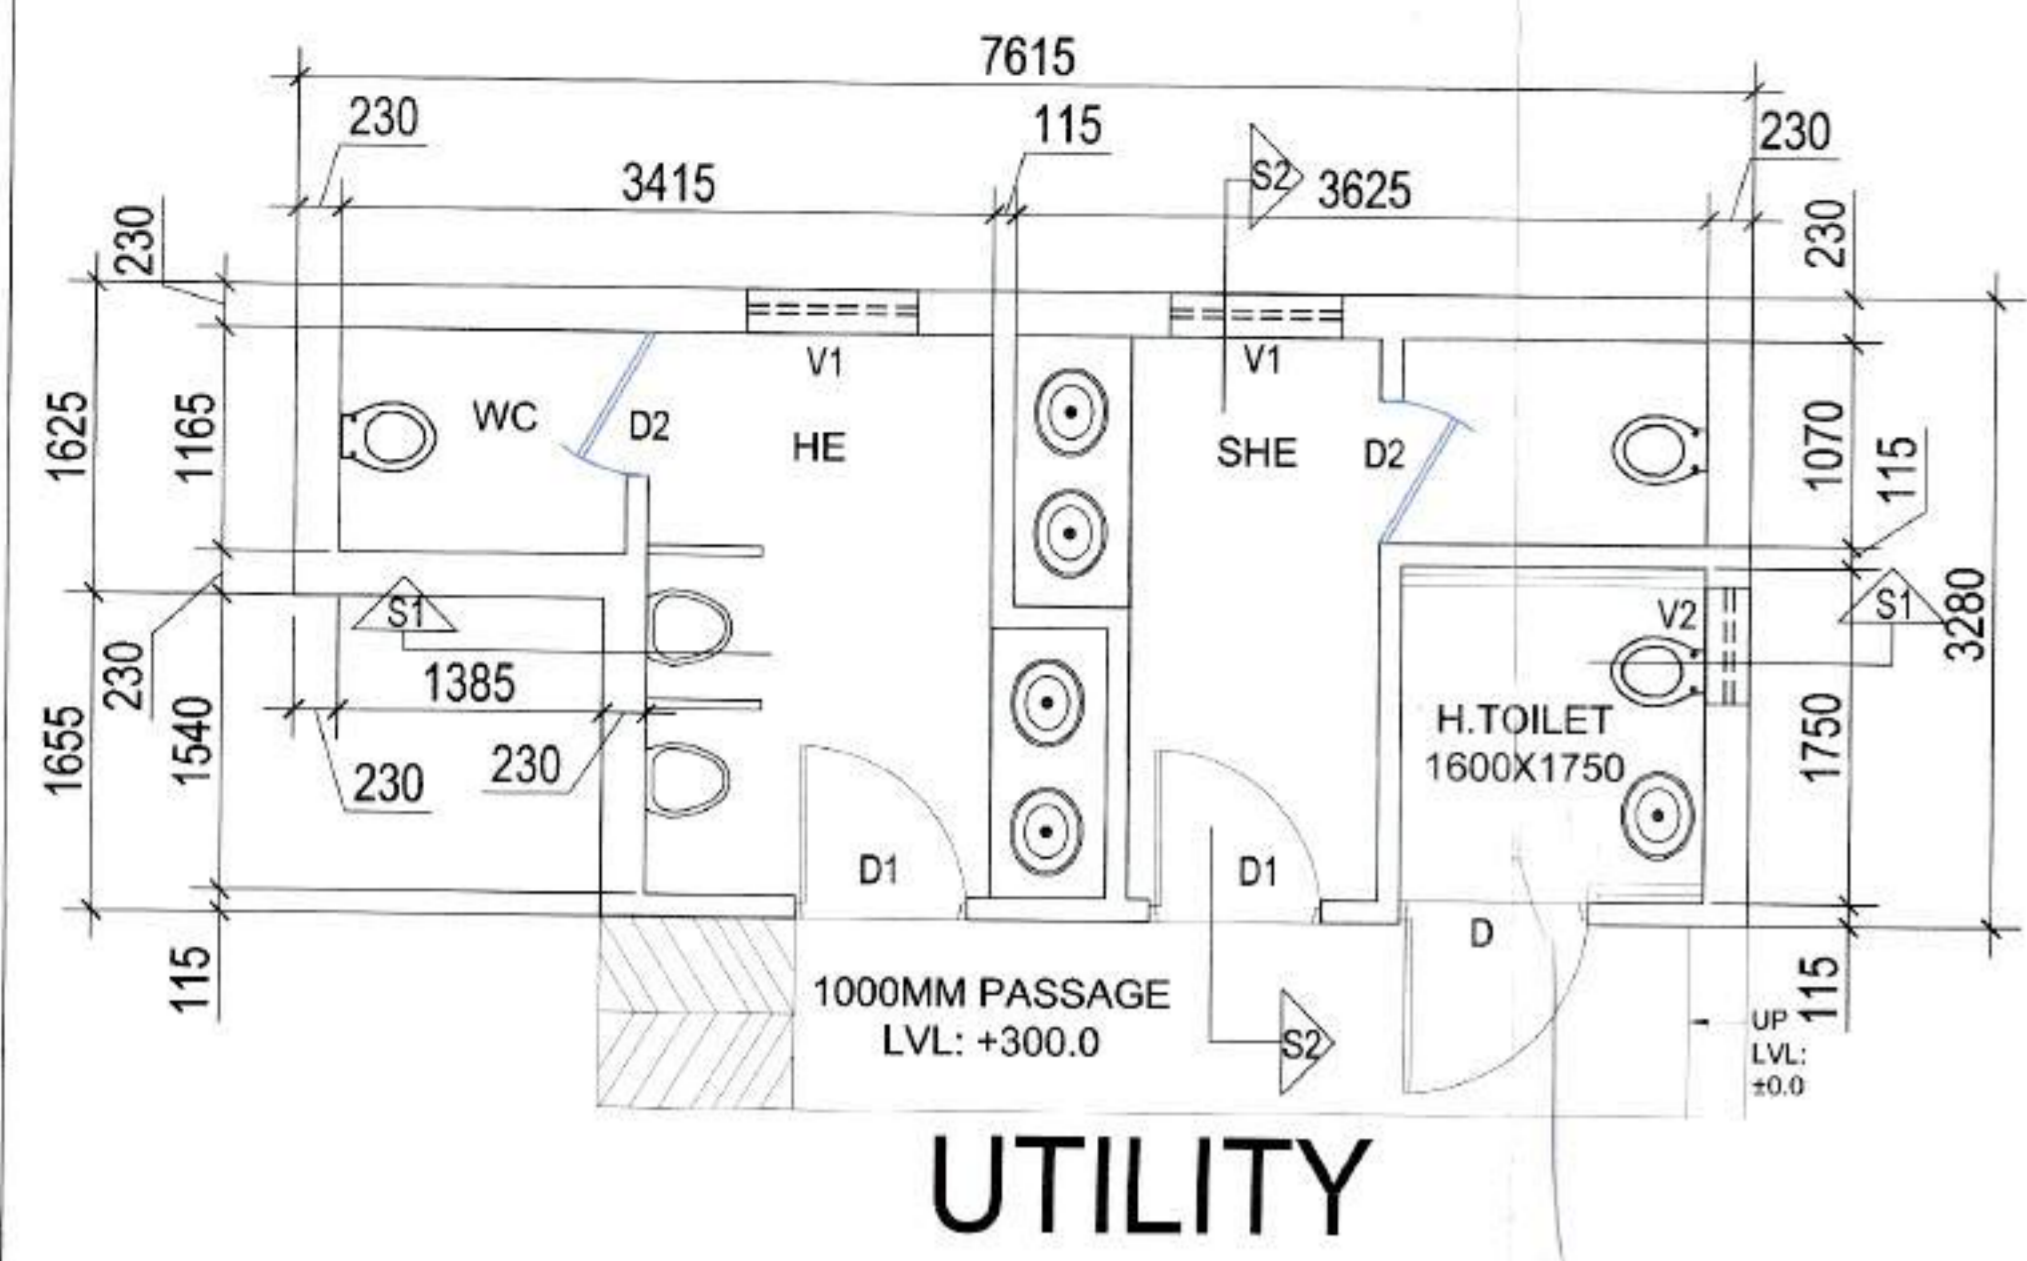 7615
230
115
230
3415
S2
3625
230
230
V1
V1
1625
1165
WC
D2
HE
SHE
D2
1070
115
S1
V2
S1
3280
230
1385
H.TOILET
1600X1750
1655
1540
230
230
1750
D1
D1
D
115
1000MM PASSAGE
LVL: +300.0
S2
115
UP
LVL:
±0.0
UTILITY